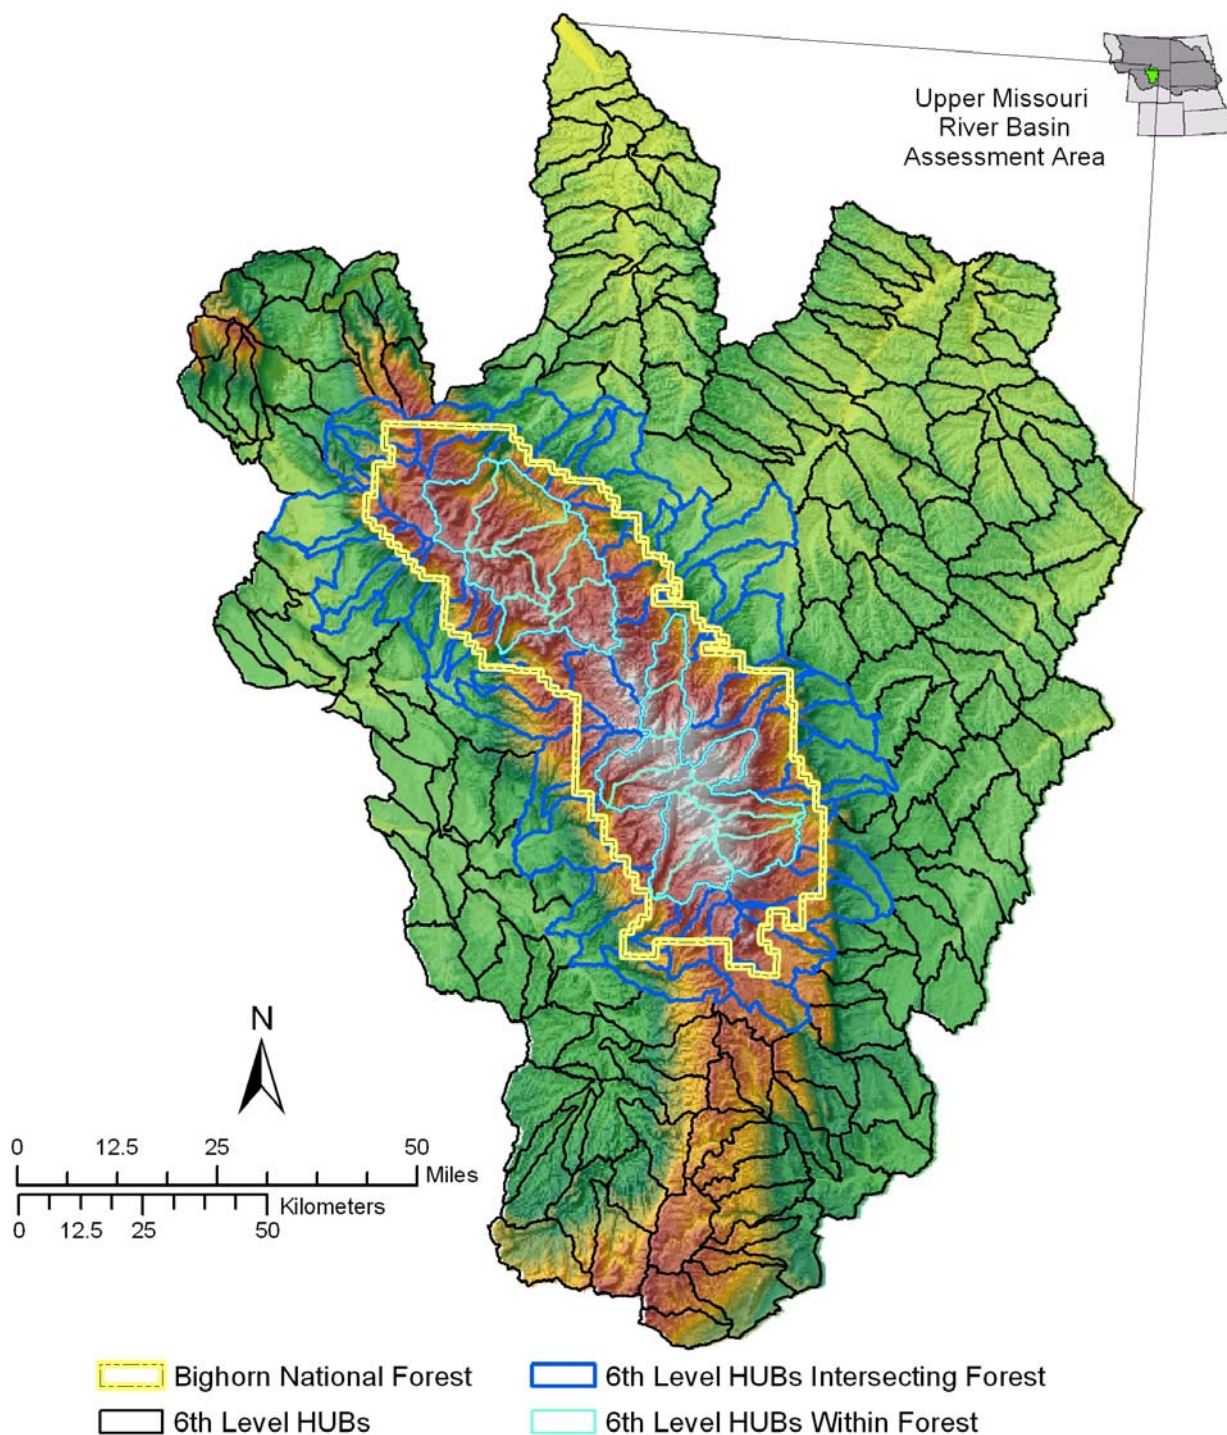 Upper Missouri
River Basin
Assessment Area
N
0 12.5 25 50 Miles
Kilometers
0 12.5 25 50
Bighorn National Forest
6th Level HUBs Intersecting Forest
6th Level HUBs
6th Level HUBs Within Forest